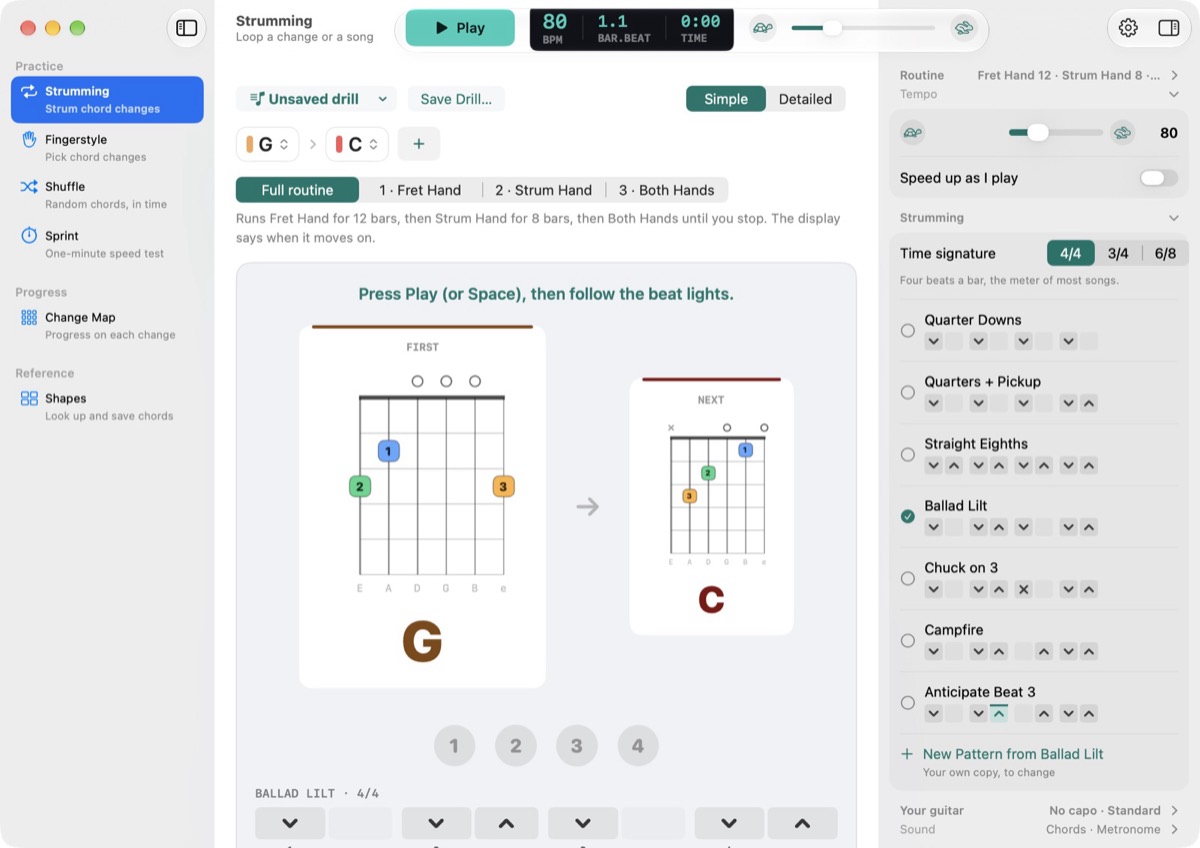 Strumming
Loop a change or a song
Play
80
BPM
1.1
BAR.BEAT
0:00
TIME
Practice
Strumming
Strum chord changes
Fingerstyle
Pick chord changes
Shuffle
Random chords, in time
Sprint
One-minute speed test
Progress
Change Map
Progress on each change
Reference
Shapes
Look up and save chords
Unsaved drill
Save Drill...
Simple
Detailed
G
C
+
Full routine
1 · Fret Hand
2 · Strum Hand
3 · Both Hands
Runs Fret Hand for 12 bars, then Strum Hand for 8 bars, then Both Hands until you stop. The display
says when it moves on.
Press Play (or Space), then follow the beat lights.
FIRST
1
2
3
E A D G B e
G
NEXT
x
1
2
3
E A D G B e
C
1 2 3 4
BALLAD LILT · 4/4
Routine
Fret Hand 12 · Strum Hand 8 ·...
Tempo
80
Speed up as I play
Strumming
Time signature
4/4
3/4
6/8
Four beats a bar, the meter of most songs.
Quarter Downs
Quarters + Pickup
Straight Eighths
Ballad Lilt
Chuck on 3
Campfire
Anticipate Beat 3
+ New Pattern from Ballad Lilt
Your own copy, to change
Your guitar
No capo · Standard
Sound
Chords · Metronome